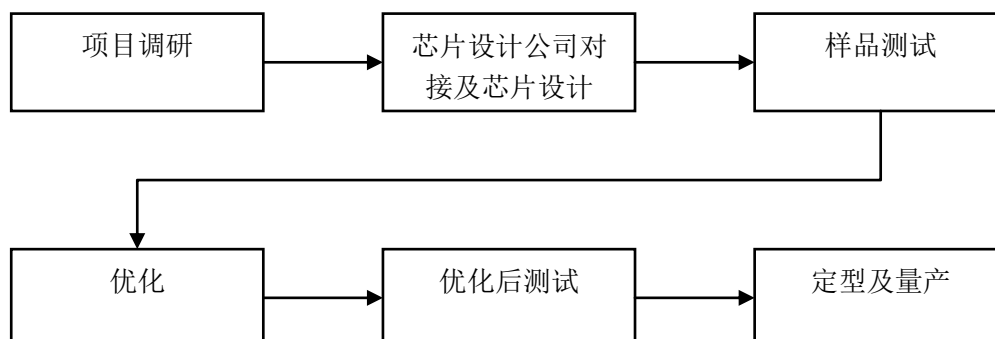 项目调研
芯片设计公司对
接及芯片设计
样品测试
优化
优化后测试
定型及量产